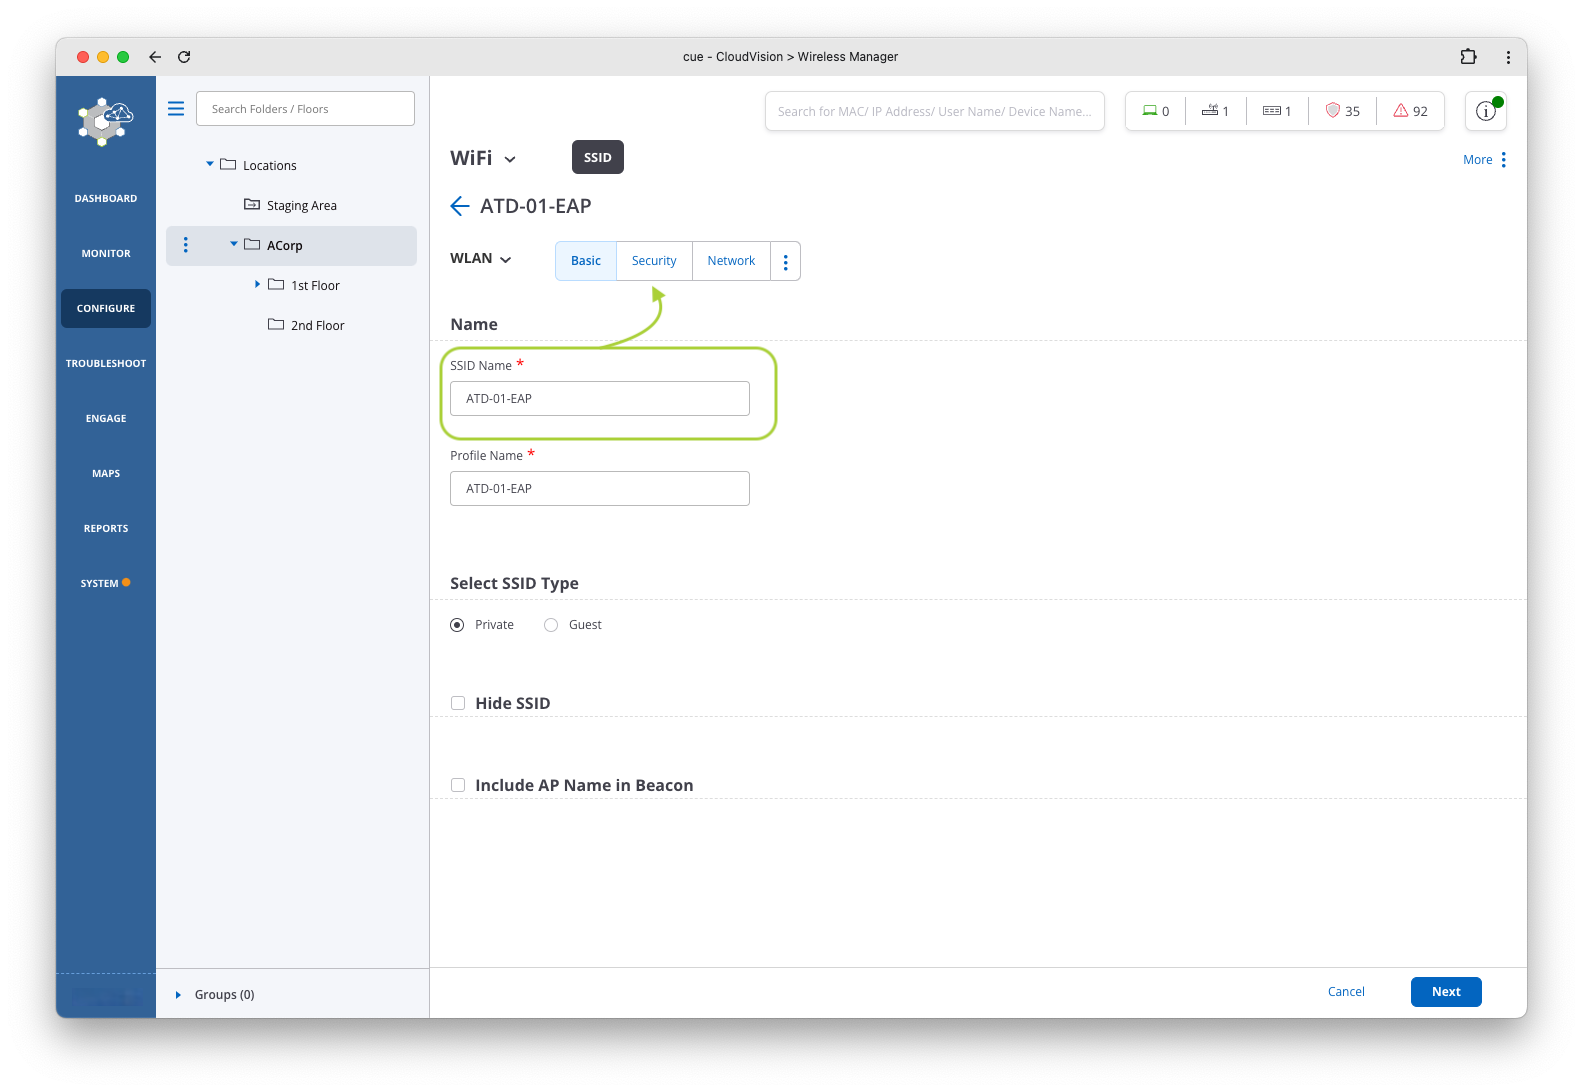 cue - CloudVision > Wireless Manager
Search Folders / Floors
Search for MAC/ IP Address/ User Name/ Device Name...
0
1
1
35
92
DASHBOARD
MONITOR
CONFIGURE
TROUBLESHOOT
ENGAGE
MAPS
REPORTS
SYSTEM
Locations
Staging Area
ACorp
1st Floor
2nd Floor
Groups (0)
WiFi
SSID
More
ATD-01-EAP
WLAN
Basic
Security
Network
Name
SSID Name *
ATD-01-EAP
Profile Name *
ATD-01-EAP
Select SSID Type
Private
Guest
Hide SSID
Include AP Name in Beacon
Cancel
Next